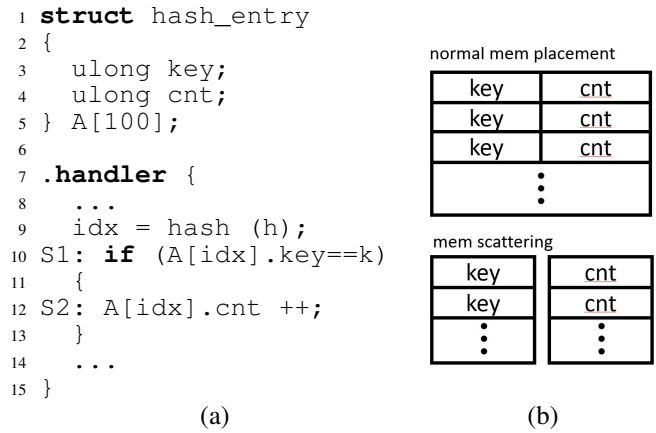 1 struct hash_entry
2 {
3 ulong key;
4 ulong cnt;
5 } A[100];
6
7 .handler {
8 ...
9 idx = hash (h);
10 S1: if (A[idx].key==k)
11 {
12 S2: A[idx].cnt ++;
13 }
14 ...
15 }
(a)
normal mem placement
key cnt
key cnt
key cnt
mem scattering
key cnt
key cnt
(b)